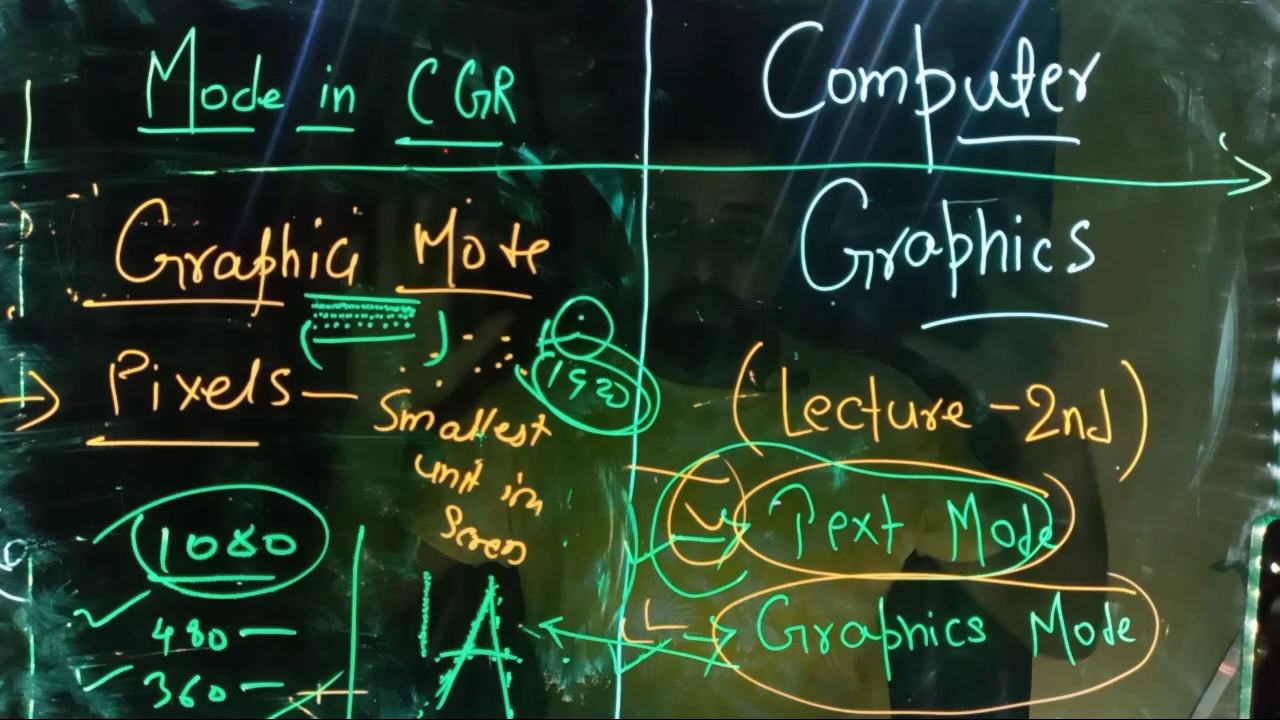 Mode in CGR
Graphic Mote
Pixels — Smallest
unit in
1920
1080
480 —
360 —
A
Computer
Graphics
(Lecture - 2nd)
Text Mode
Graphics Mode